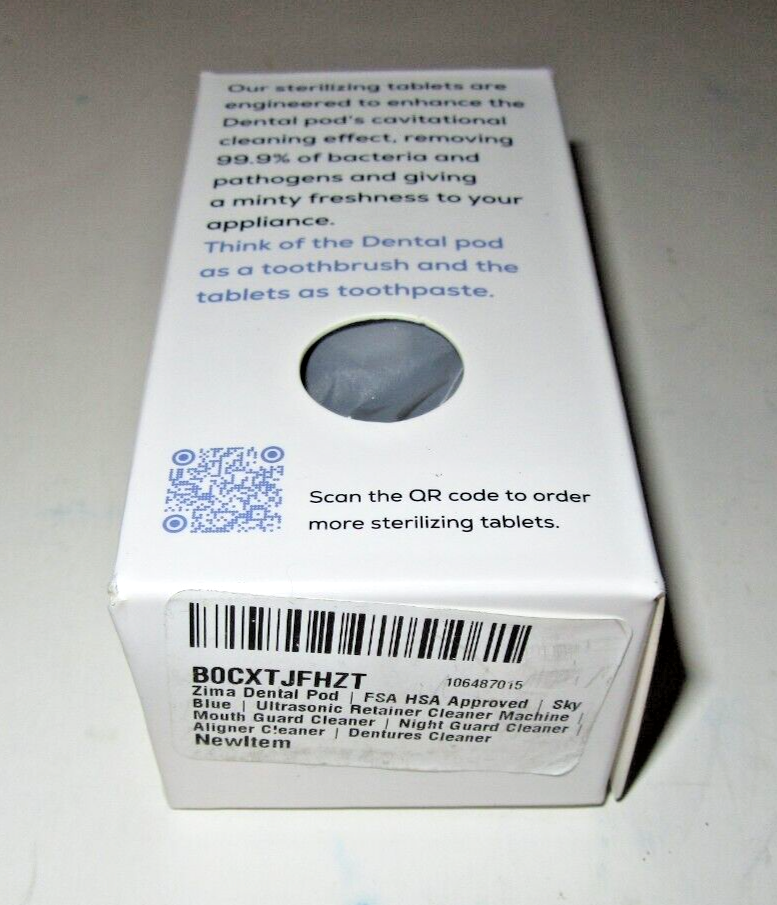 Our sterilizing tablets are
engineered to enhance the
Dental pod's cavitational
cleaning effect, removing
99.9% of bacteria and
pathogens and giving
a minty freshness to your
appliance.
Think of the Dental pod
as a toothbrush and the
tablets as toothpaste.
Scan the QR code to order
more sterilizing tablets.
B0CXTJFHZT 106487015
Zima Dental Pod | FSA HSA Approved | Sky
Blue | Ultrasonic Retainer Cleaner Machine |
Mouth Guard Cleaner | Night Guard Cleaner |
Aligner Cleaner | Dentures Cleaner
NewItem